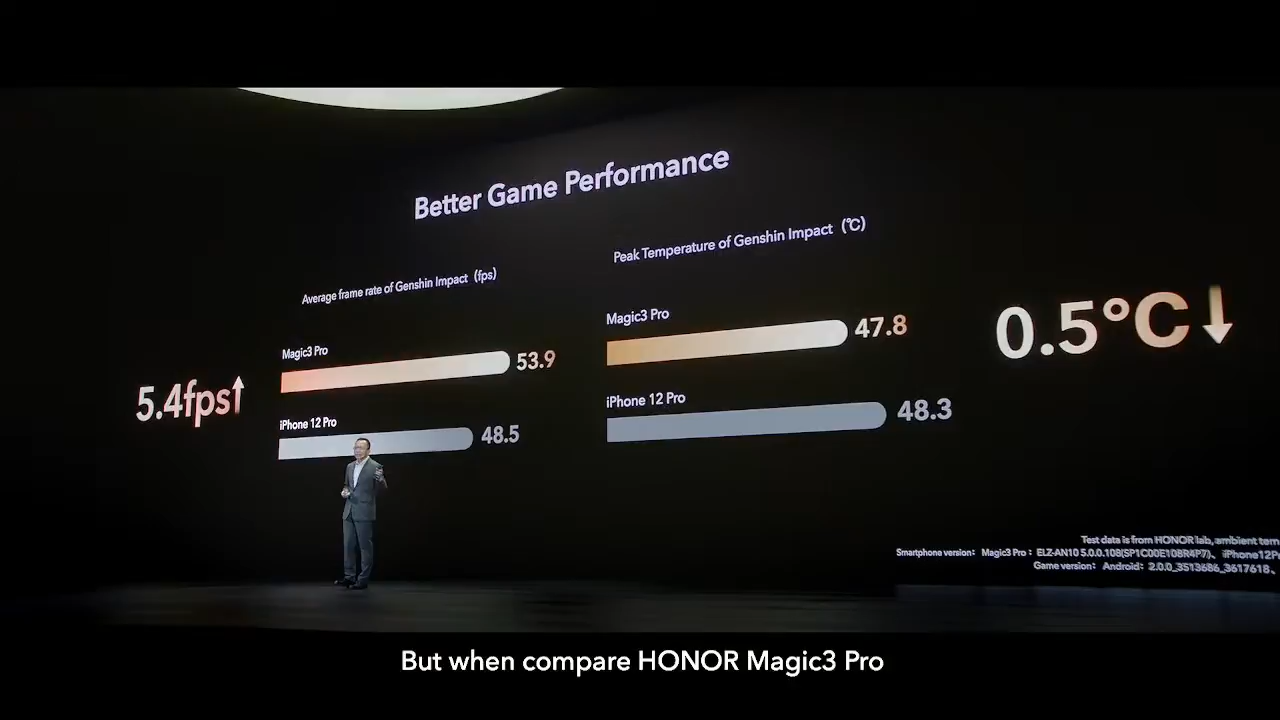 Better Game Performance
Average frame rate of Genshin Impact (fps)
Magic3 Pro
53.9
5.4fps↑
iPhone 12 Pro
48.5
Peak Temperature of Genshin Impact (℃)
Magic3 Pro
47.8
iPhone 12 Pro
48.3
0.5°C↓
Test data is from HONOR lab, ambient tem
Smartphone version: Magic3 Pro : ELZ-AN10 5.0.0.108(SP1C00E108R4P7)、 iPhone12P
Game version: Android: 2.0.0_3513686_3617618、
But when compare HONOR Magic3 Pro